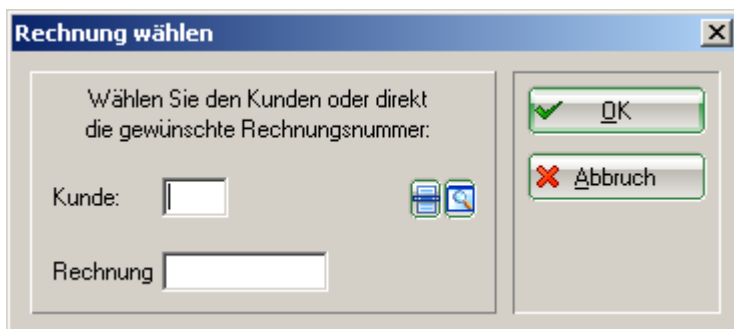 Rechnung wählen
Wählen Sie den Kunden oder direkt
die gewünschte Rechnungsnummer:
Kunde:
Rechnung
OK
Abbruch